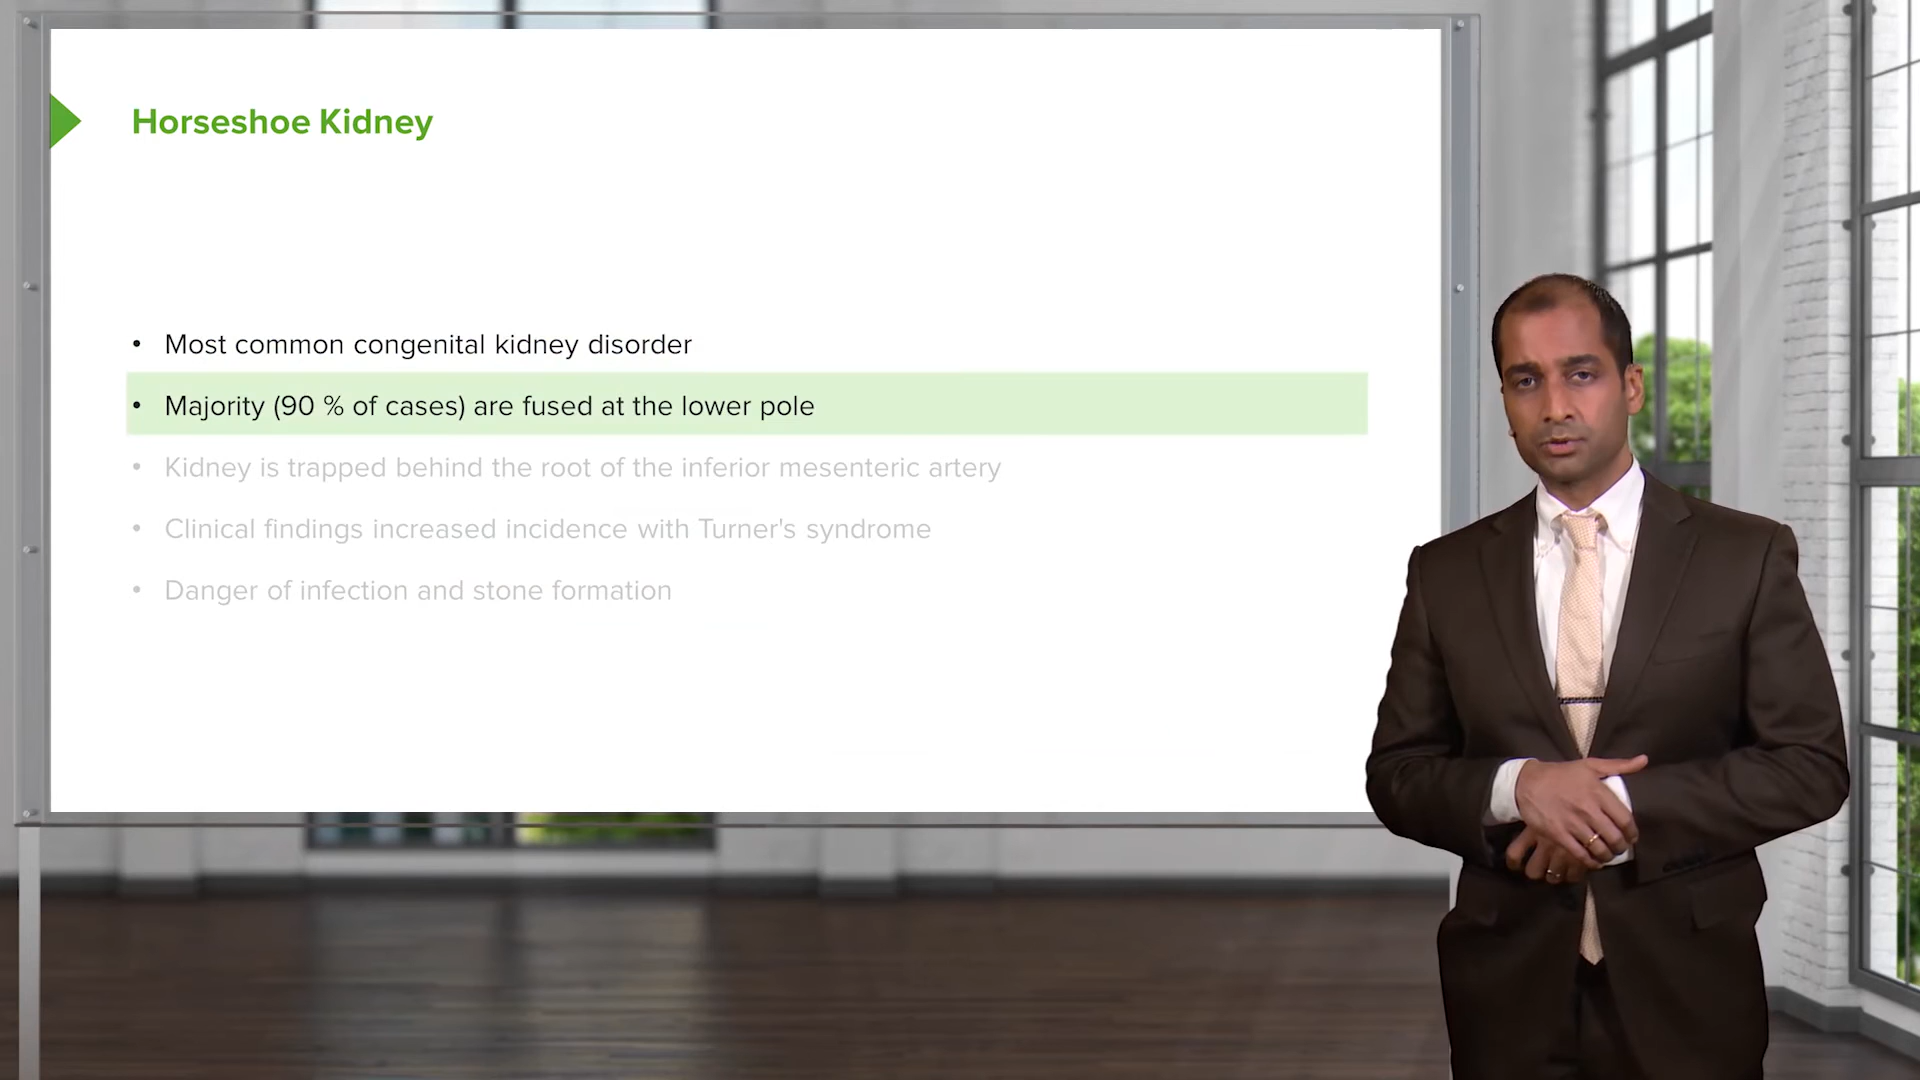 Horseshoe Kidney
• Most common congenital kidney disorder
• Majority (90 % of cases) are fused at the lower pole
• Kidney is trapped behind the root of the inferior mesenteric artery
• Clinical findings increased incidence with Turner's syndrome
• Danger of infection and stone formation